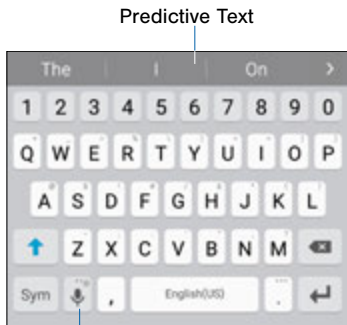 Predictive Text
The I On >
1 2 3 4 5 6 7 8 9 0
Q W E R T Y U I O P
A S D F G H J K L
Z X C V B N M
Sym , English(US) .